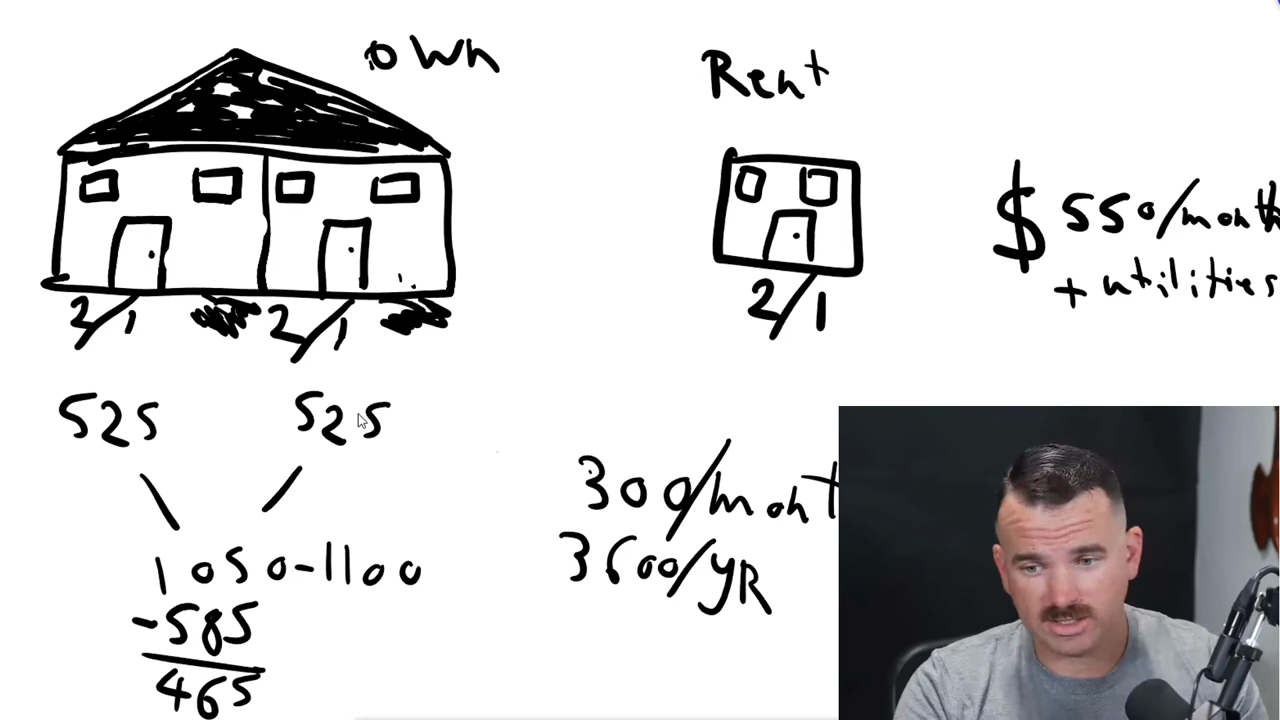 own
Rent
$550/month
+ utilities
2/1
2/1
2/1
525
525
1050-1100
-585
465
300/mont
3600/yR